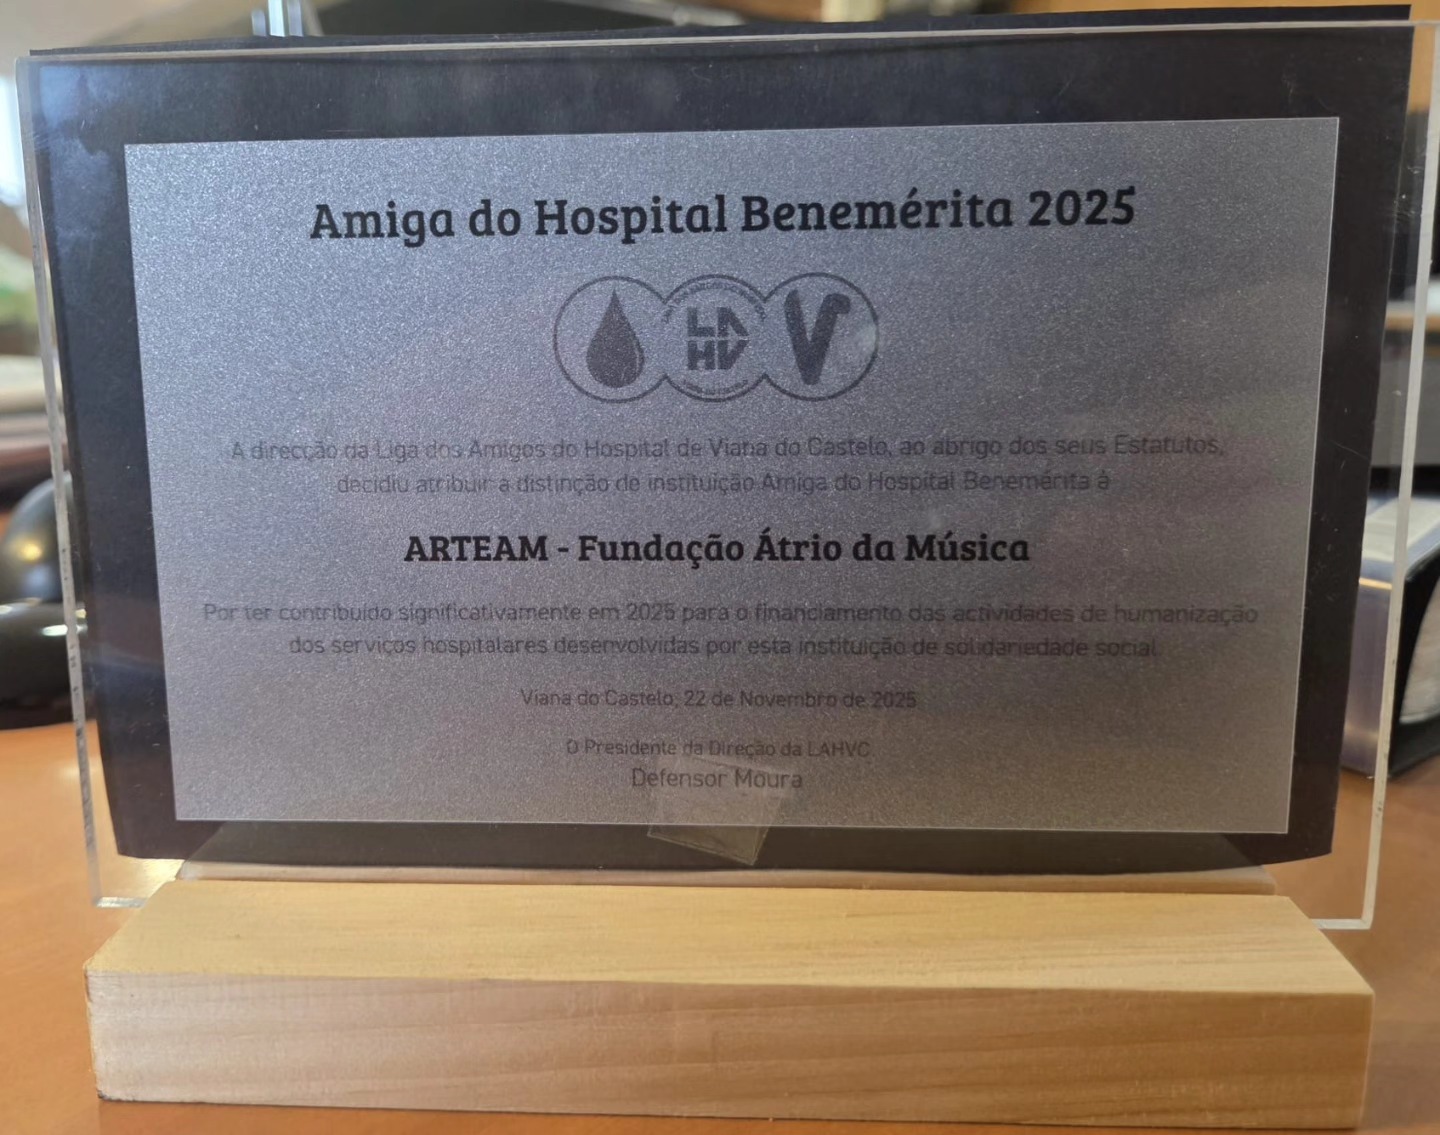 Amiga do Hospital Benemérita 2025
LA
HV
A direcção da Liga dos Amigos do Hospital de Viana do Castelo, ao abrigo dos seus Estatutos,
decidiu atribuir a distinção de instituição Amiga do Hospital Benemérita à
ARTEAM - Fundação Átrio da Música
Por ter contribuido significativamente em 2025 para o financiamento das actividades de humanização
dos serviços hospitalares desenvolvidas por esta instituição de solidariedade social.
Viana do Castelo, 22 de Novembro de 2025
O Presidente da Direção da LAHVC
Defensor Moura